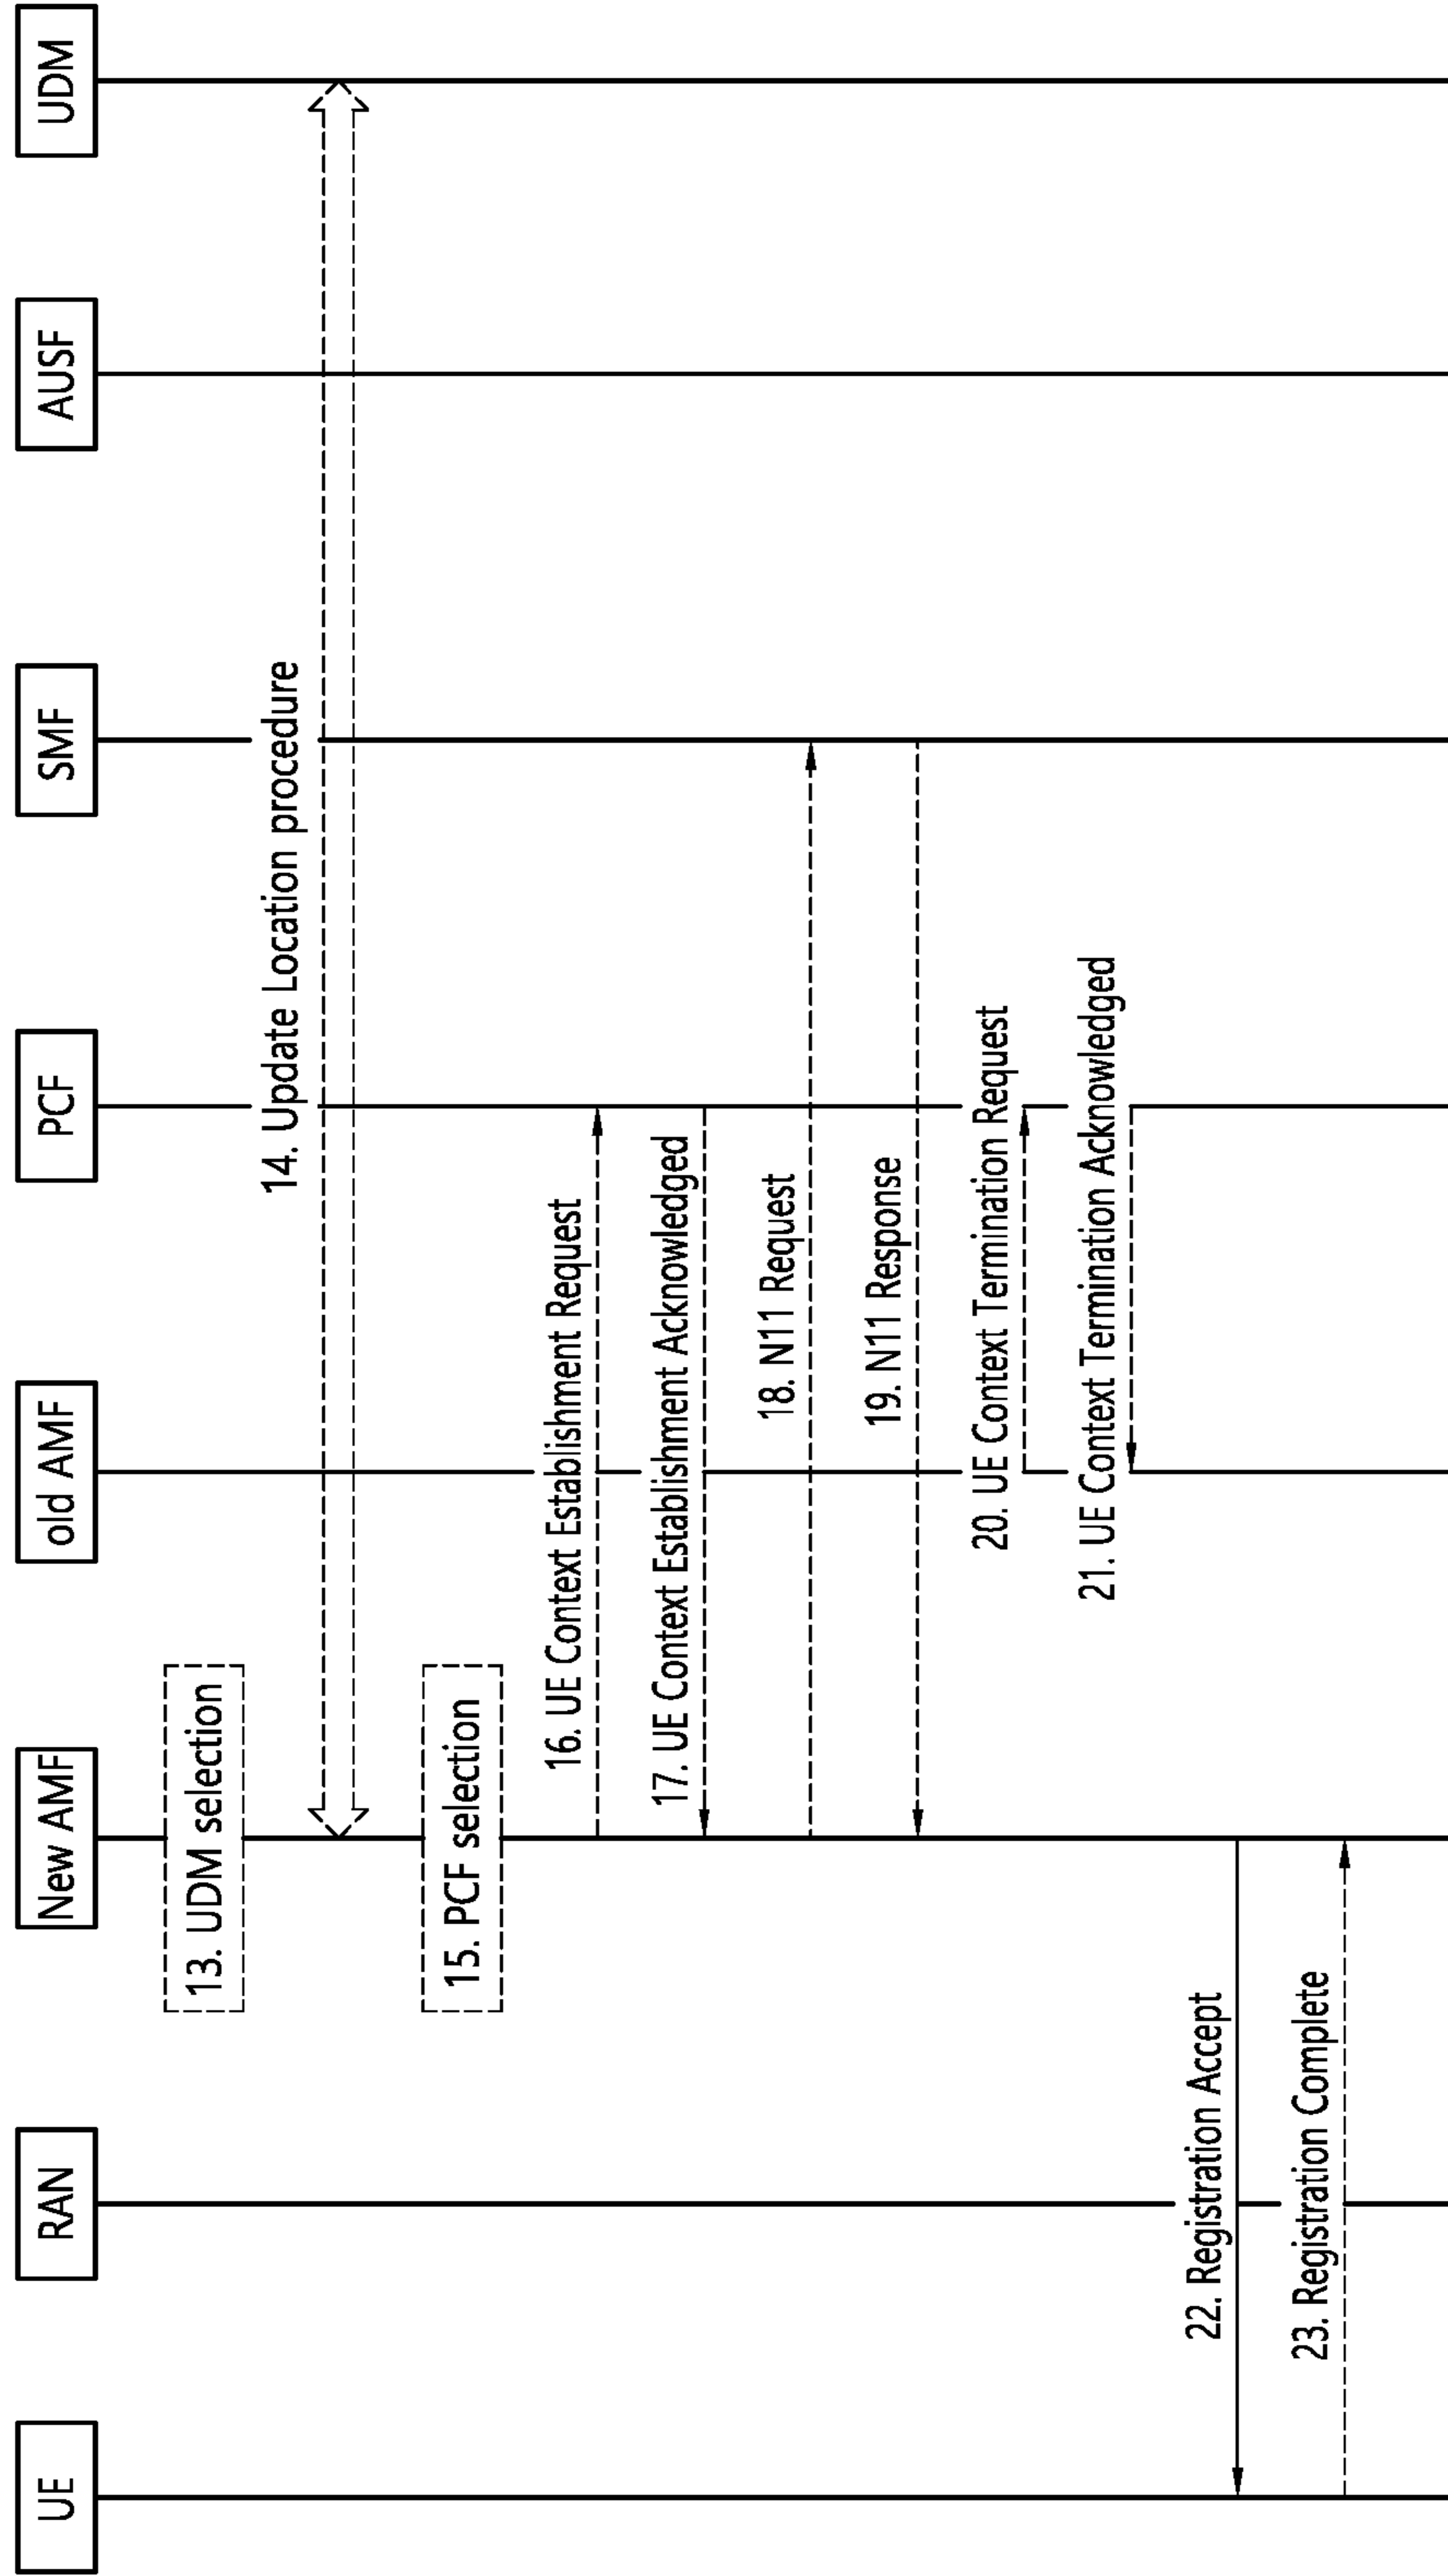 UE
RAN
New AMF
old AMF
PCF
SMF
AUSF
UDM
13. UDM selection
14. Update Location procedure
15. PCF selection
16. UE Context Establishment Request
17. UE Context Establishment Acknowledged
18. N11 Request
19. N11 Response
20. UE Context Termination Request
21. UE Context Termination Acknowledged
22. Registration Accept
23. Registration Complete